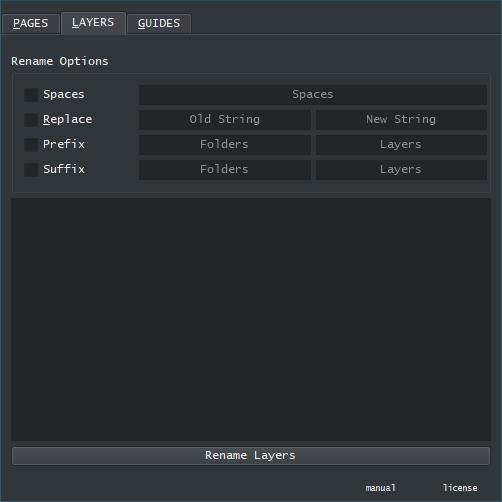 PAGES LAYERS GUIDES
Rename Options
Spaces Spaces
Replace Old String New String
Prefix Folders Layers
Suffix Folders Layers
Rename Layers
manual license